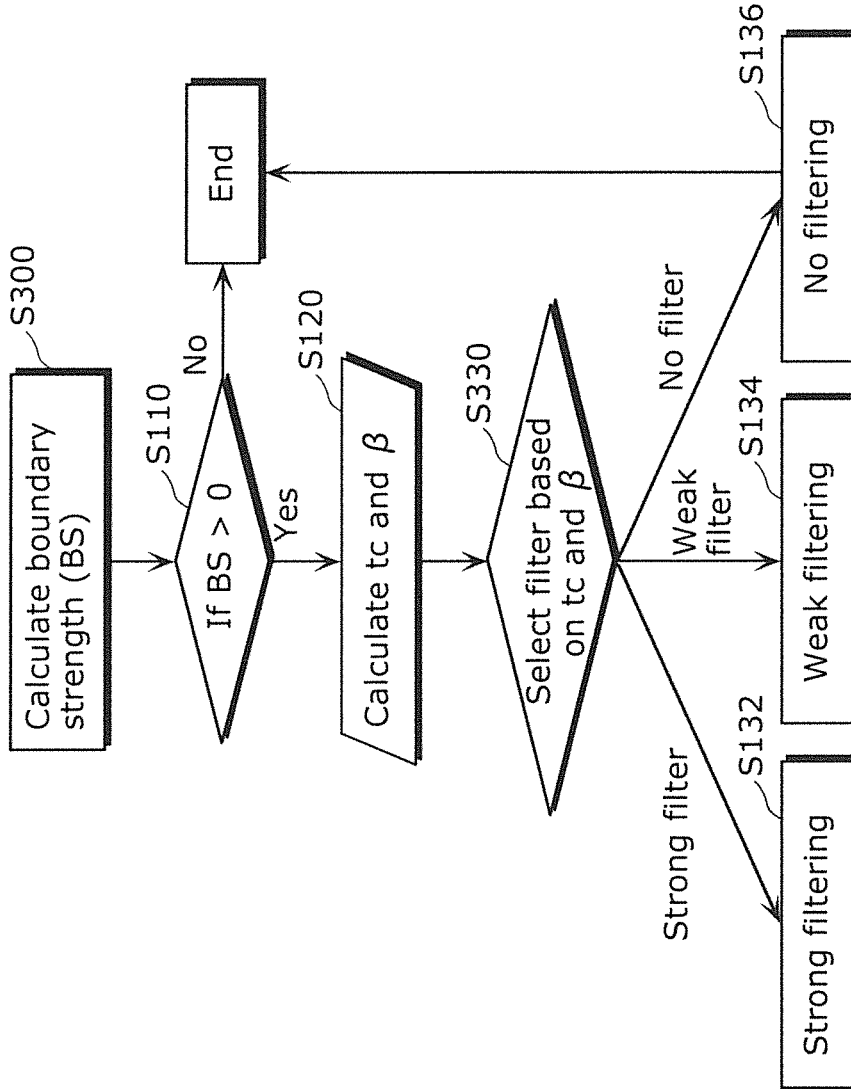 S300
Calculate boundary
strength (BS)
S110
If BS > 0
No
End
Yes
S120
Calculate tc and β
S330
Select filter based
on tc and β
Strong filter
Weak
filter
No filter
S132
Strong filtering
S134
Weak filtering
S136
No filtering